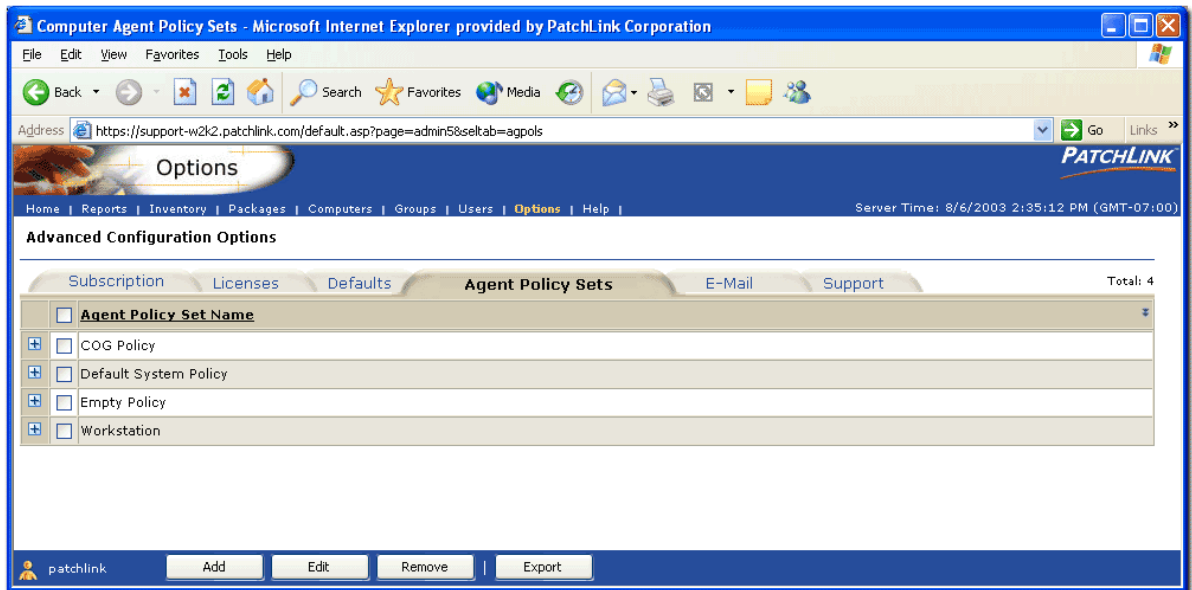 Computer Agent Policy Sets - Microsoft Internet Explorer provided by PatchLink Corporation
File Edit View Favorites Tools Help
Back Search Favorites Media
Address https://support-w2k2.patchlink.com/default.asp?page=admin5&seltab=agpols Go Links »
Options PATCHLINK™
Home | Reports | Inventory | Packages | Computers | Groups | Users | Options | Help | Server Time: 8/6/2003 2:35:12 PM (GMT-07:00)
Advanced Configuration Options
Subscription Licenses Defaults Agent Policy Sets E-Mail Support Total: 4
Agent Policy Set Name
COG Policy
Default System Policy
Empty Policy
Workstation
patchlink Add Edit Remove | Export